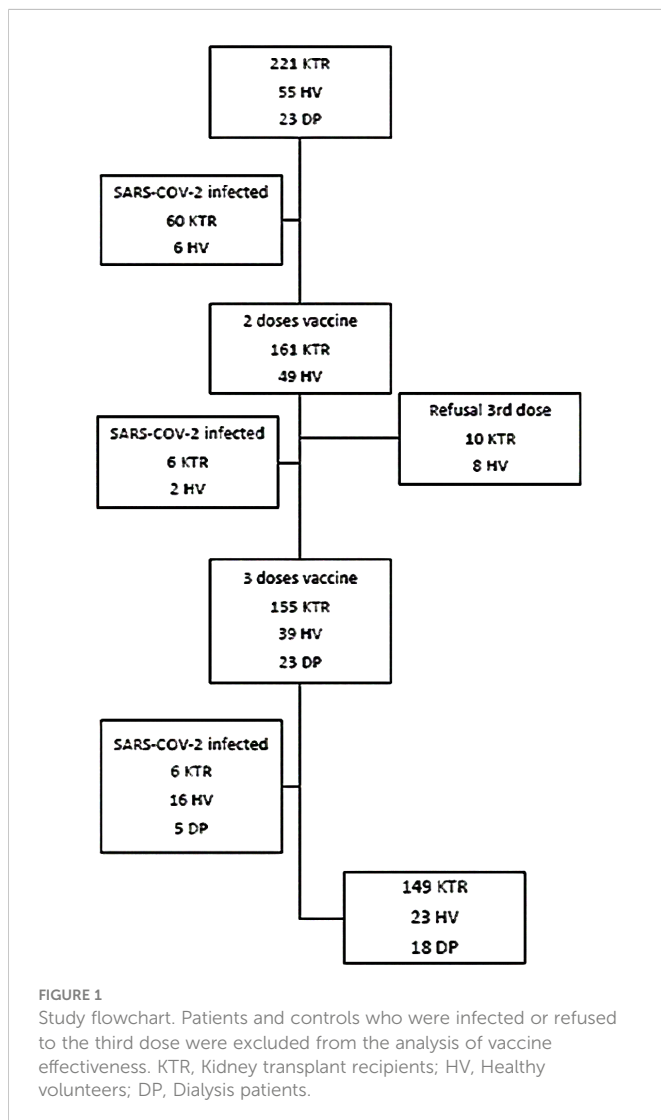 221 KTR
55 HV
23 DP
SARS-COV-2 infected
60 KTR
6 HV
2 doses vaccine
161 KTR
49 HV
Refusal 3rd dose
10 KTR
8 HV
SARS-COV-2 infected
6 KTR
2 HV
3 doses vaccine
155 KTR
39 HV
23 DP
SARS-COV-2 infected
6 KTR
16 HV
5 DP
149 KTR
23 HV
18 DP
FIGURE 1
Study flowchart. Patients and controls who were infected or refused
to the third dose were excluded from the analysis of vaccine
effectiveness. KTR, Kidney transplant recipients; HV, Healthy
volunteers; DP, Dialysis patients.